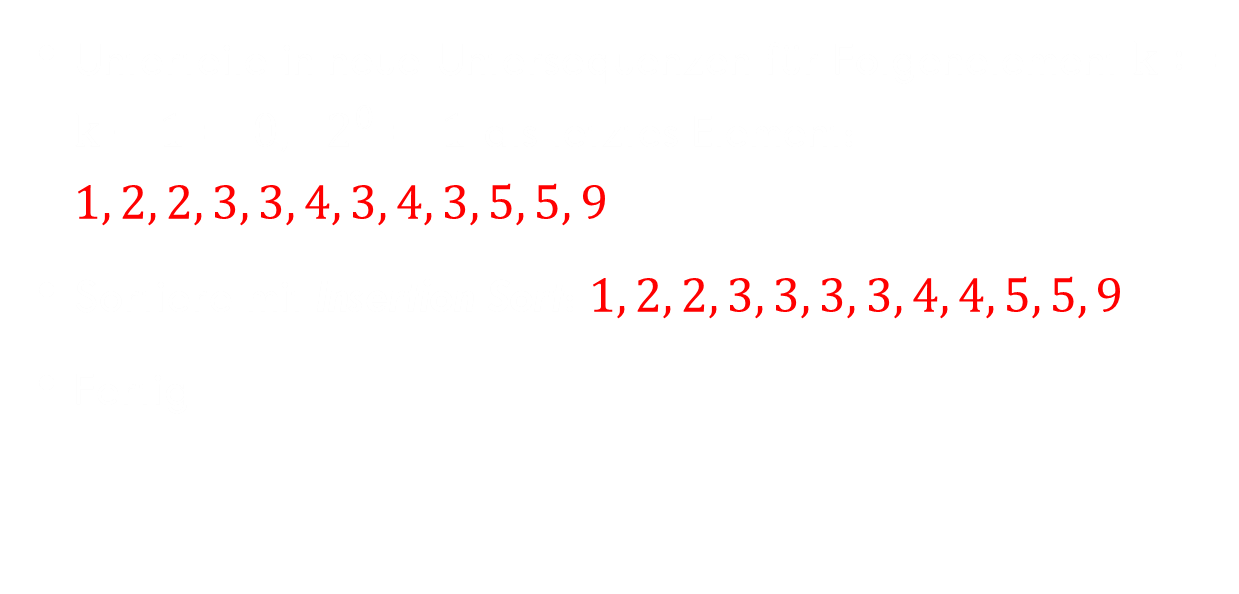 1, 2, 2, 3, 3, 4, 3, 4, 3, 5, 5, 9
1, 2, 2, 3, 3, 3, 3, 4, 4, 5, 5, 9